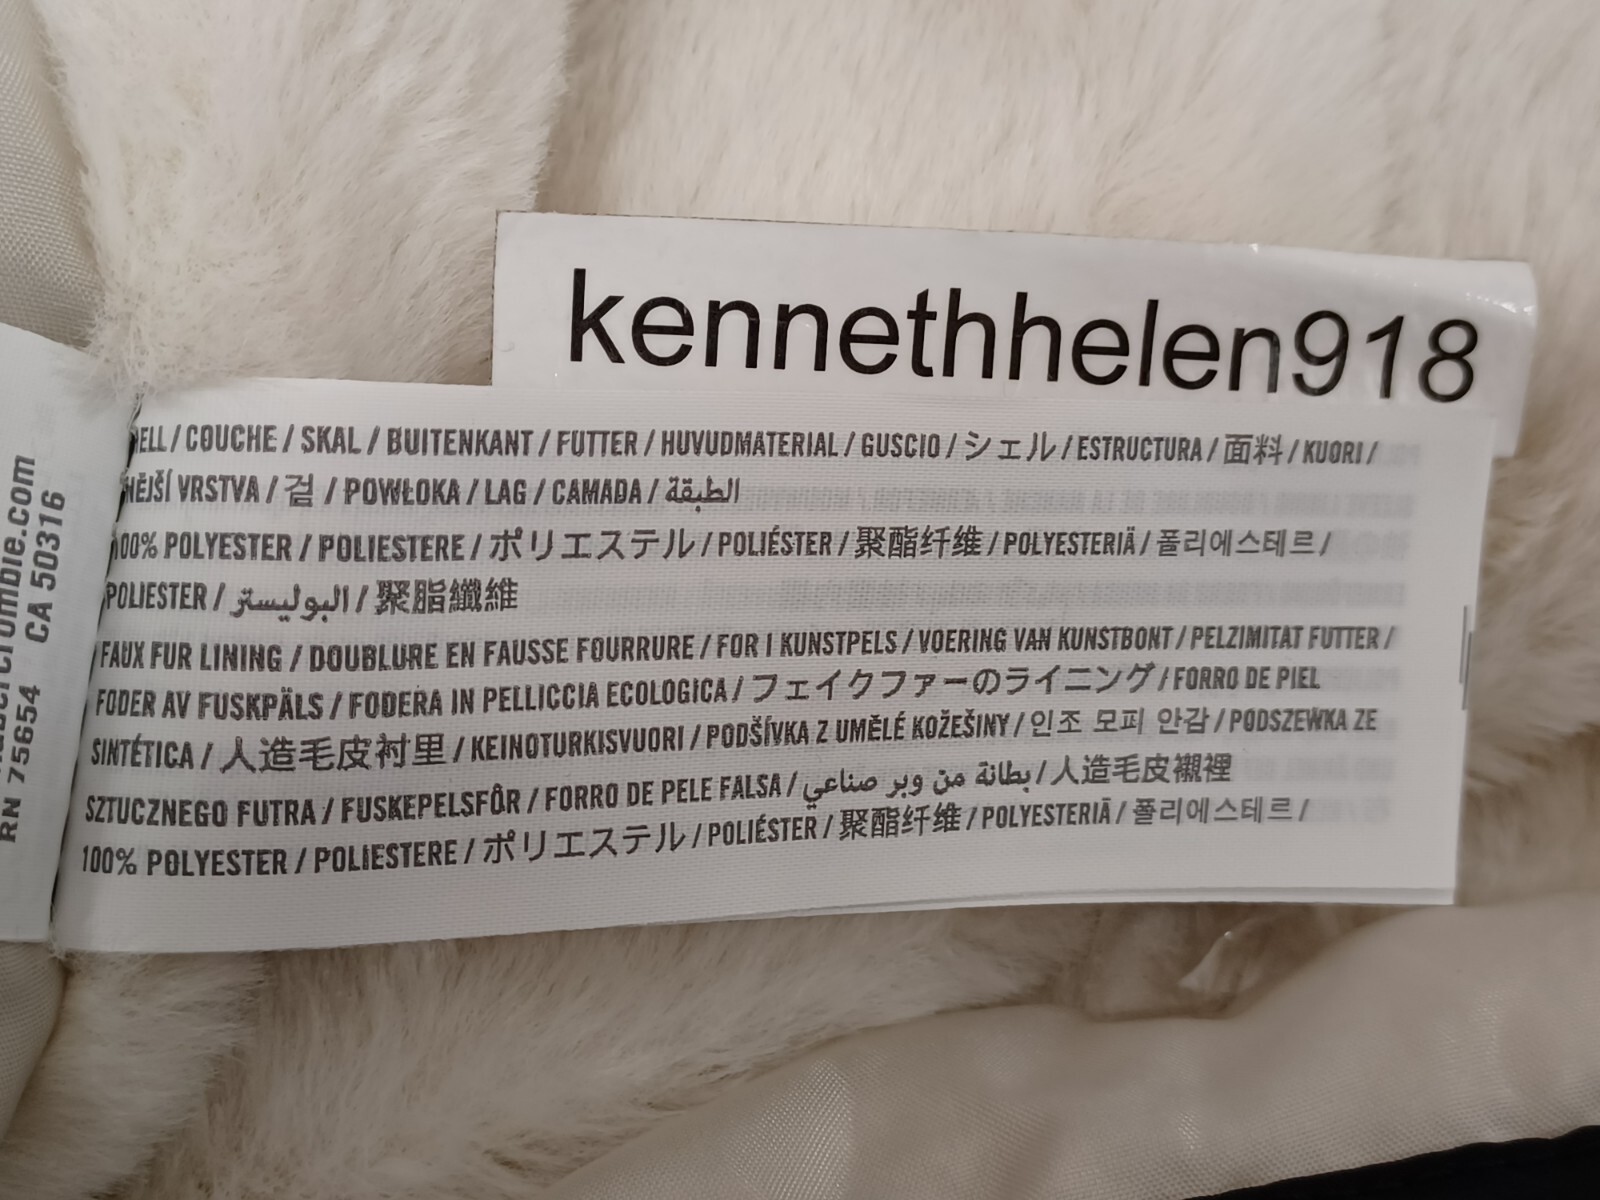 kennethhelen918
ELL / COUCHE / SKAL / BUITENKANT / FUTTER / HUVUDMATERIAL / GUSCIO / シェル / ESTRUCTURA / 面料 / KUORI /
NĚJŠÍ VRSTVA / 겉 / POWŁOKA / LAG / CAMADA / الطبقة
100% POLYESTER / POLIESTERE / ポリエステル / POLIÉSTER / 聚酯纤维 / POLYESTERIÄ / 폴리에스테르 /
POLIESTER / البوليستر / 聚脂纖維
FAUX FUR LINING / DOUBLURE EN FAUSSE FOURRURE / FOR I KUNSTPELS / VOERING VAN KUNSTBONT / PELZIMITAT FUTTER /
FODER AV FUSKPÄLS / FODERA IN PELLICCIA ECOLOGICA / フェイクファーのライニング / FORRO DE PIEL
SINTÉTICA / 人造毛皮衬里 / KEINOTURKISVUORI / PODŠÍVKA Z UMĚLÉ KOŽEŠINY / 인조 모피 안감 / PODSZEWKA ZE
SZTUCZNEGO FUTRA / FUSKEPELSFÔR / FORRO DE PELE FALSA / بطانة من وبر صناعي / 人造毛皮襯裡
100% POLYESTER / POLIESTERE / ポリエステル / POLIÉSTER / 聚酯纤维 / POLYESTERIÄ / 폴리에스테르 /
RN 75654 CA 50316